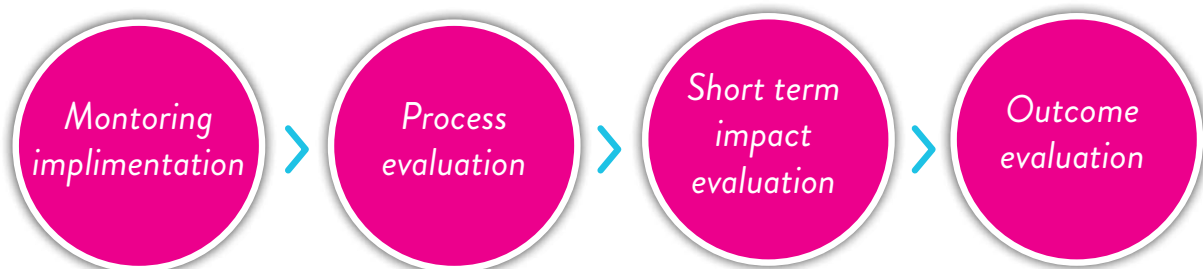 Montoring
implimentation
Process
evaluation
Short term
impact
evaluation
Outcome
evaluation